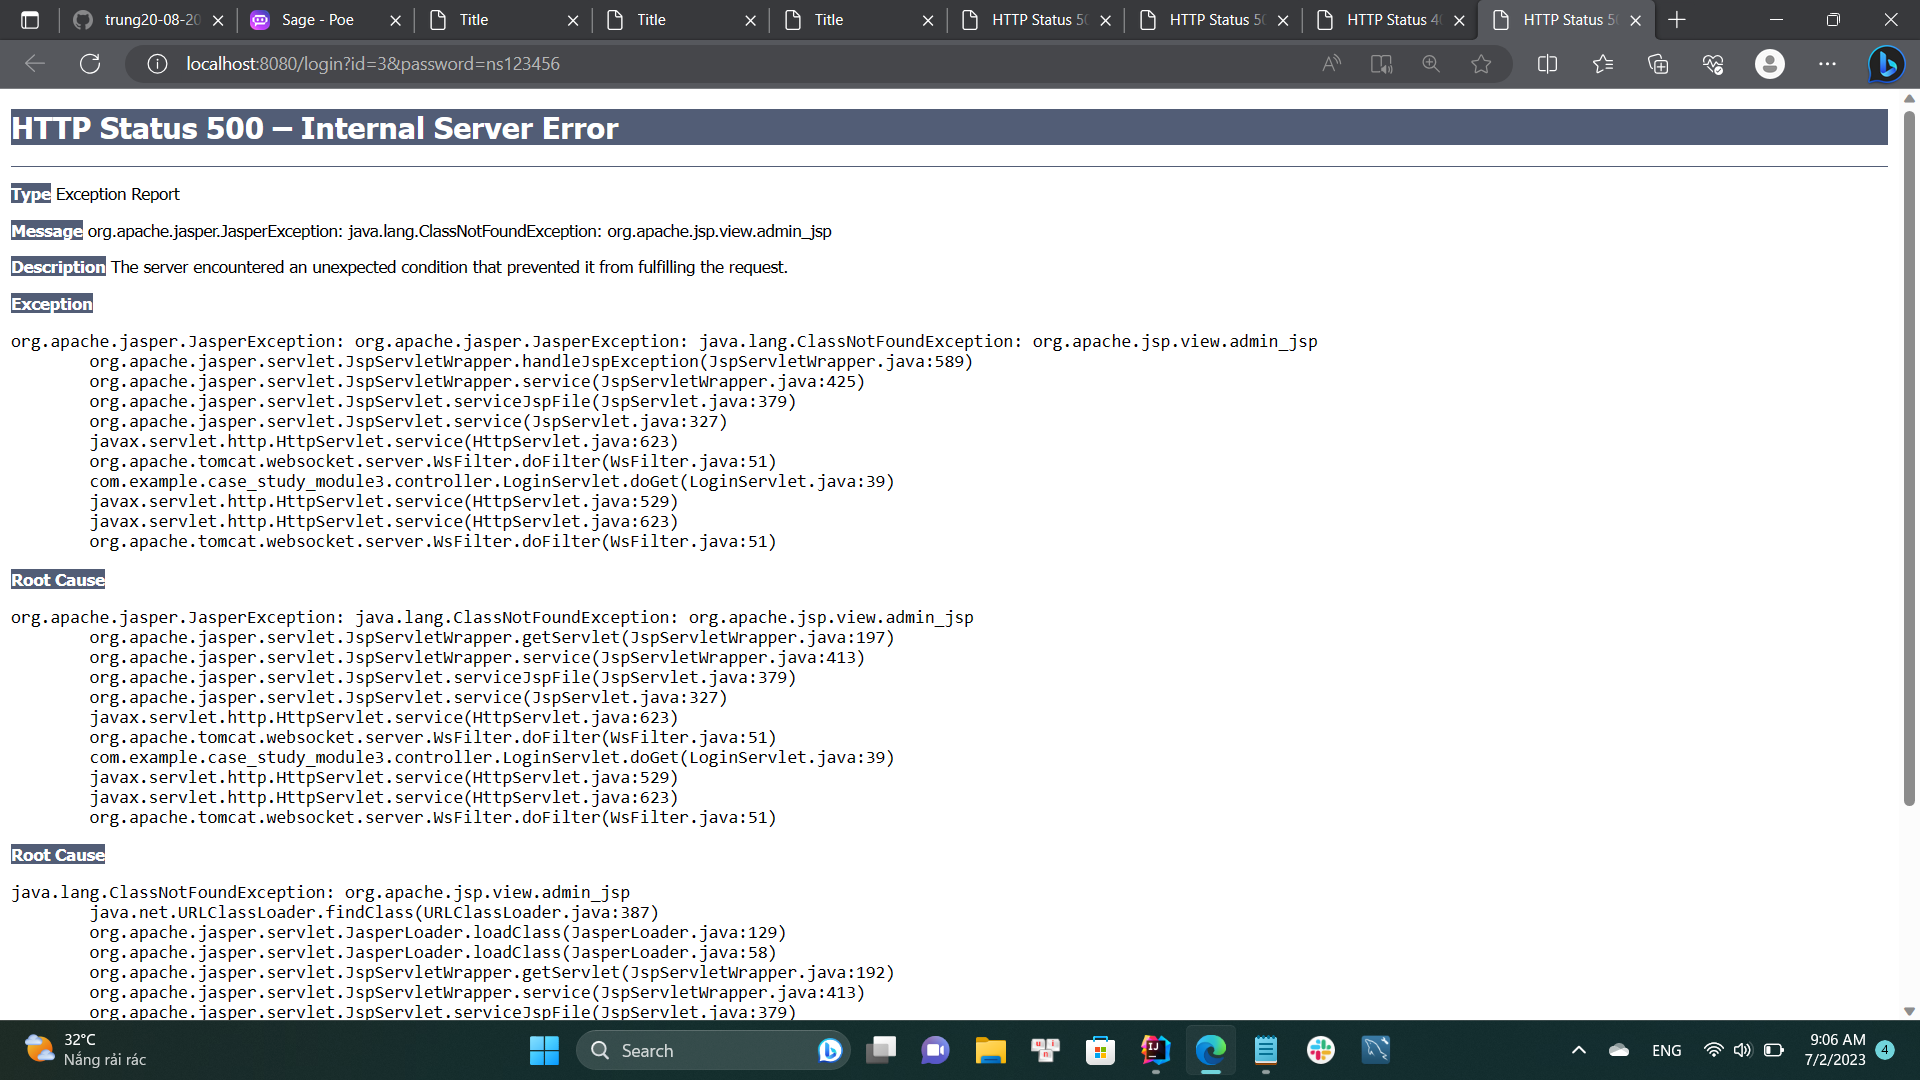 trung20-08-20
Sage - Poe
Title
Title
Title
HTTP Status 50
HTTP Status 50
HTTP Status 4
HTTP Status 50
localhost:8080/login?id=3&password=ns123456
HTTP Status 500 – Internal Server Error
Type Exception Report
Message org.apache.jasper.JasperException: java.lang.ClassNotFoundException: org.apache.jsp.view.admin_jsp
Description The server encountered an unexpected condition that prevented it from fulfilling the request.
Exception
org.apache.jasper.JasperException: org.apache.jasper.JasperException: java.lang.ClassNotFoundException: org.apache.jsp.view.admin_jsp
org.apache.jasper.servlet.JspServletWrapper.handleJspException(JspServletWrapper.java:589)
org.apache.jasper.servlet.JspServletWrapper.service(JspServletWrapper.java:425)
org.apache.jasper.servlet.JspServlet.serviceJspFile(JspServlet.java:379)
org.apache.jasper.servlet.JspServlet.service(JspServlet.java:327)
javax.servlet.http.HttpServlet.service(HttpServlet.java:623)
org.apache.tomcat.websocket.server.WsFilter.doFilter(WsFilter.java:51)
com.example.case_study_module3.controller.LoginServlet.doGet(LoginServlet.java:39)
javax.servlet.http.HttpServlet.service(HttpServlet.java:529)
javax.servlet.http.HttpServlet.service(HttpServlet.java:623)
org.apache.tomcat.websocket.server.WsFilter.doFilter(WsFilter.java:51)
Root Cause
org.apache.jasper.JasperException: java.lang.ClassNotFoundException: org.apache.jsp.view.admin_jsp
org.apache.jasper.servlet.JspServletWrapper.getServlet(JspServletWrapper.java:197)
org.apache.jasper.servlet.JspServletWrapper.service(JspServletWrapper.java:413)
org.apache.jasper.servlet.JspServlet.serviceJspFile(JspServlet.java:379)
org.apache.jasper.servlet.JspServlet.service(JspServlet.java:327)
javax.servlet.http.HttpServlet.service(HttpServlet.java:623)
org.apache.tomcat.websocket.server.WsFilter.doFilter(WsFilter.java:51)
com.example.case_study_module3.controller.LoginServlet.doGet(LoginServlet.java:39)
javax.servlet.http.HttpServlet.service(HttpServlet.java:529)
javax.servlet.http.HttpServlet.service(HttpServlet.java:623)
org.apache.tomcat.websocket.server.WsFilter.doFilter(WsFilter.java:51)
Root Cause
java.lang.ClassNotFoundException: org.apache.jsp.view.admin_jsp
java.net.URLClassLoader.findClass(URLClassLoader.java:387)
org.apache.jasper.servlet.JasperLoader.loadClass(JasperLoader.java:129)
org.apache.jasper.servlet.JasperLoader.loadClass(JasperLoader.java:58)
org.apache.jasper.servlet.JspServletWrapper.getServlet(JspServletWrapper.java:192)
org.apache.jasper.servlet.JspServletWrapper.service(JspServletWrapper.java:413)
org.apache.jasper.servlet.JspServlet.serviceJspFile(JspServlet.java:379)
32°C
Nắng rải rác
Search
ENG
9:06 AM
7/2/2023
4